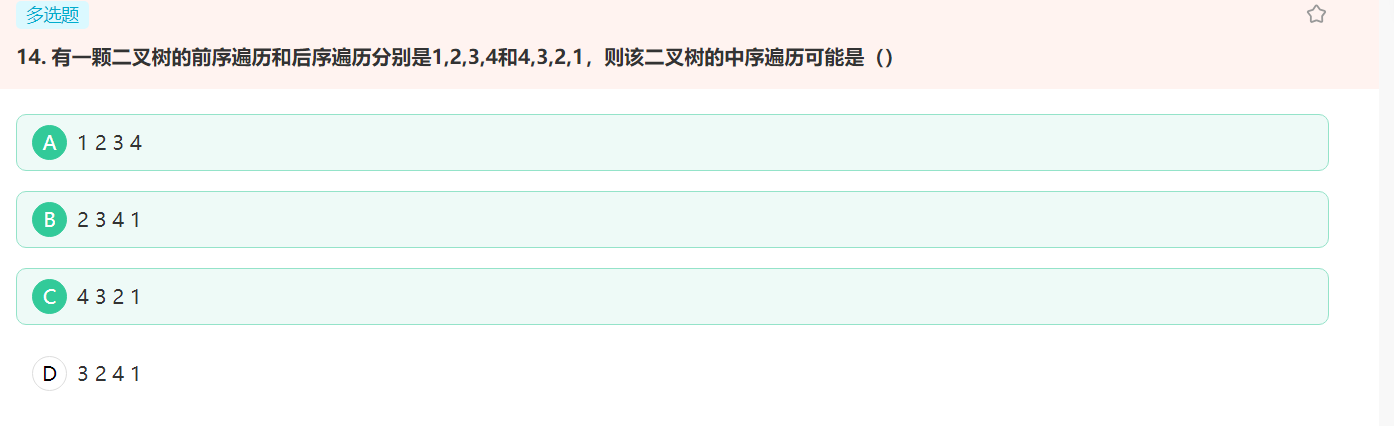 多选题
14. 有一颗二叉树的前序遍历和后序遍历分别是1,2,3,4和4,3,2,1，则该二叉树的中序遍历可能是（）
A 1 2 3 4
B 2 3 4 1
C 4 3 2 1
D 3 2 4 1